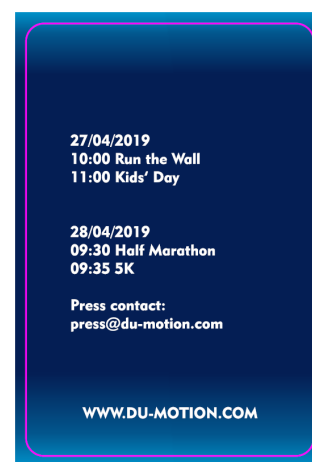 27/04/2019
10:00 Run the Wall
11:00 Kids‘ Day
28/04/2019
09:30 Half Marathon
09:35 5K
Press contact:
press@du-motion.com
WWW.DU-MOTION.COM